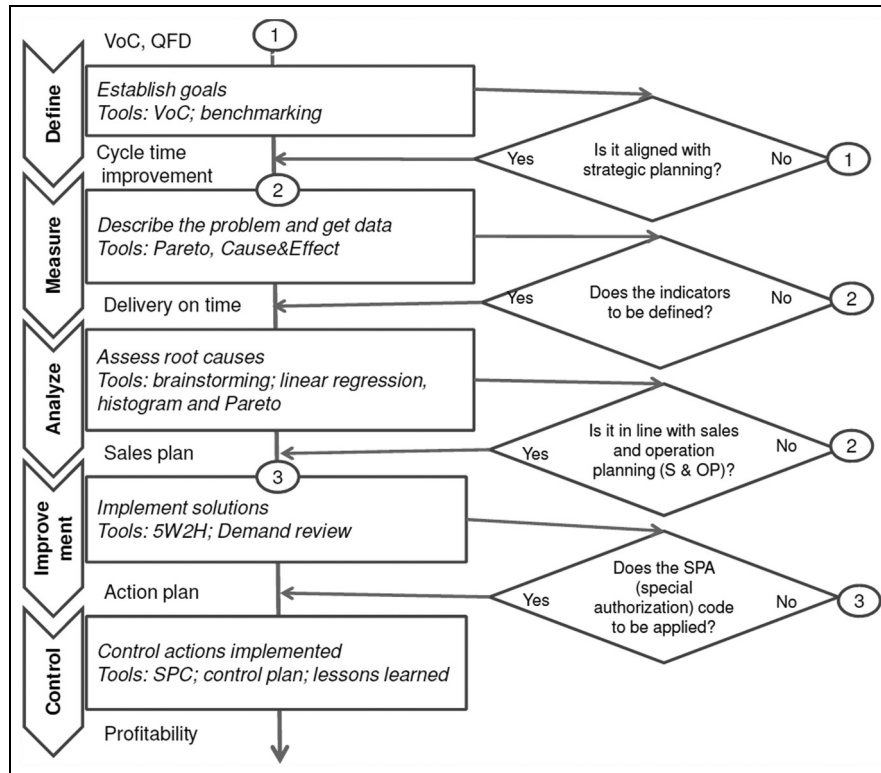 VoC, QFD
1
Define
Establish goals
Tools: VoC; benchmarking
Yes
Is it aligned with
strategic planning?
No
1
Cycle time
improvement
2
Measure
Describe the problem and get data
Tools: Pareto, Cause&Effect
Yes
Does the indicators
to be defined?
No
2
Delivery on time
Analyze
Assess root causes
Tools: brainstorming; linear regression,
histogram and Pareto
Yes
Is it in line with sales
and operation
planning (S & OP)?
No
2
Sales plan
3
Improve
ment
Implement solutions
Tools: 5W2H; Demand review
Yes
Does the SPA
(special
authorization) code
to be applied?
No
3
Action plan
Control
Control actions implemented
Tools: SPC; control plan; lessons learned
Profitability